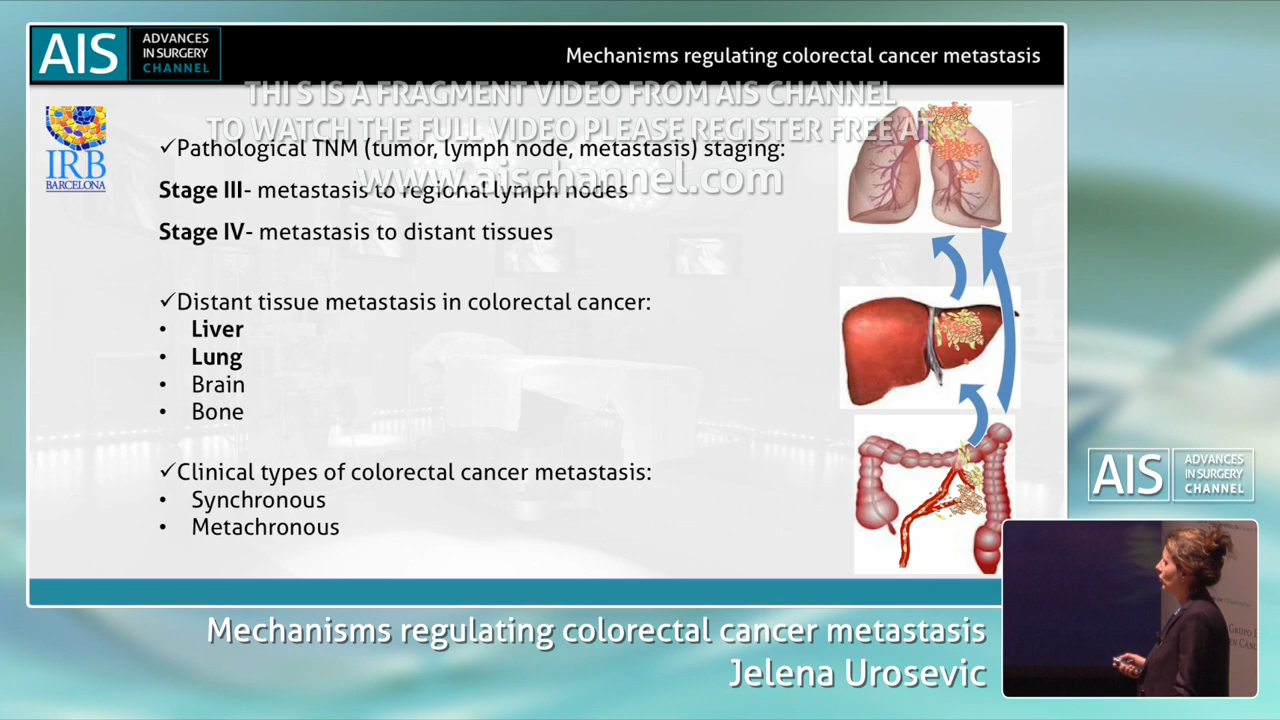 AIS
ADVANCES
IN SURGERY
CHANNEL
Mechanisms regulating colorectal cancer metastasis
THI S IS A FRAGMENT VIDEO FROM AIS CHANNEL
TO WATCH THE FULL VIDEO PLEASE REGISTER FREE AT
www.aischannel.com
IRB
BARCELONA
✓Pathological TNM (tumor, lymph node, metastasis) staging:
Stage III- metastasis to regional lymph nodes
Stage IV- metastasis to distant tissues
✓Distant tissue metastasis in colorectal cancer:
• Liver
• Lung
• Brain
• Bone
✓Clinical types of colorectal cancer metastasis:
• Synchronous
• Metachronous
AIS
ADVANCES
IN SURGERY
CHANNEL
GRUPO E
EN CÁNC
Mechanisms regulating colorectal cancer metastasis
Jelena Urosevic